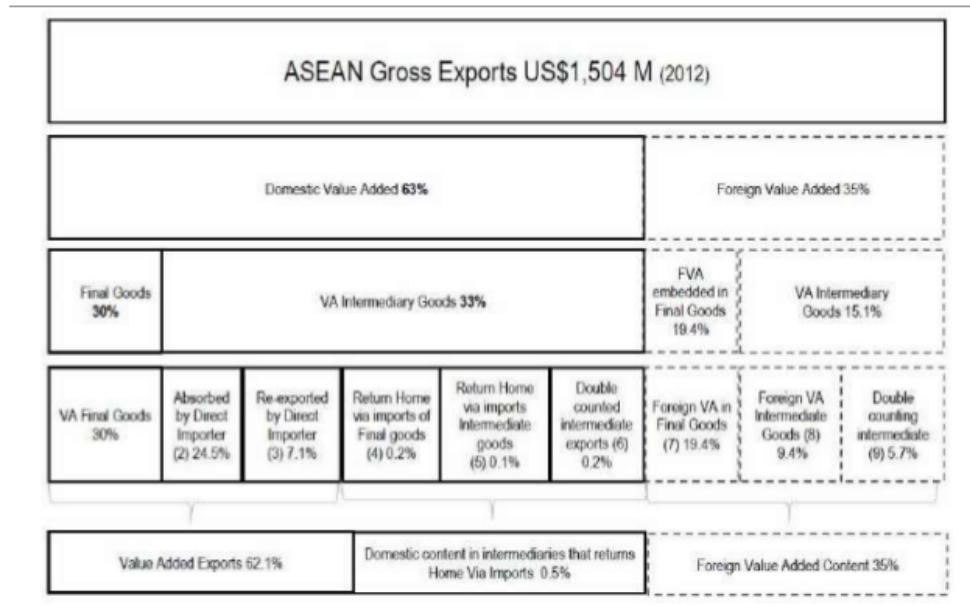 ASEAN Gross Exports US$1,504 M (2012)
Domestic Value Added 63%
Foreign Value Added 35%
Final Goods
30%
VA Intermediary Goods 33%
FVA
embedded in
Final Goods
19.4%
VA Intermediary
Goods 15.1%
VA Final Goods
30%
Absorbed
by Direct
Importer
(2) 24.5%
Re-exported
by Direct
Importer
(3) 7.1%
Return Home
via imports of
Final goods
(4) 0.2%
Return Home
via imports
Intermediate
goods
(5) 0.1%
Double
counted
intermediate
exports (6)
0.2%
Foreign VA in
Final Goods
(7) 19.4%
Foreign VA
Intermediate
Goods (8)
9.4%
Double
counting
intermediate
(9) 5.7%
Value Added Exports 62.1%
Domestic content in intermediaries that returns
Home Via Imports 0.5%
Foreign Value Added Content 35%